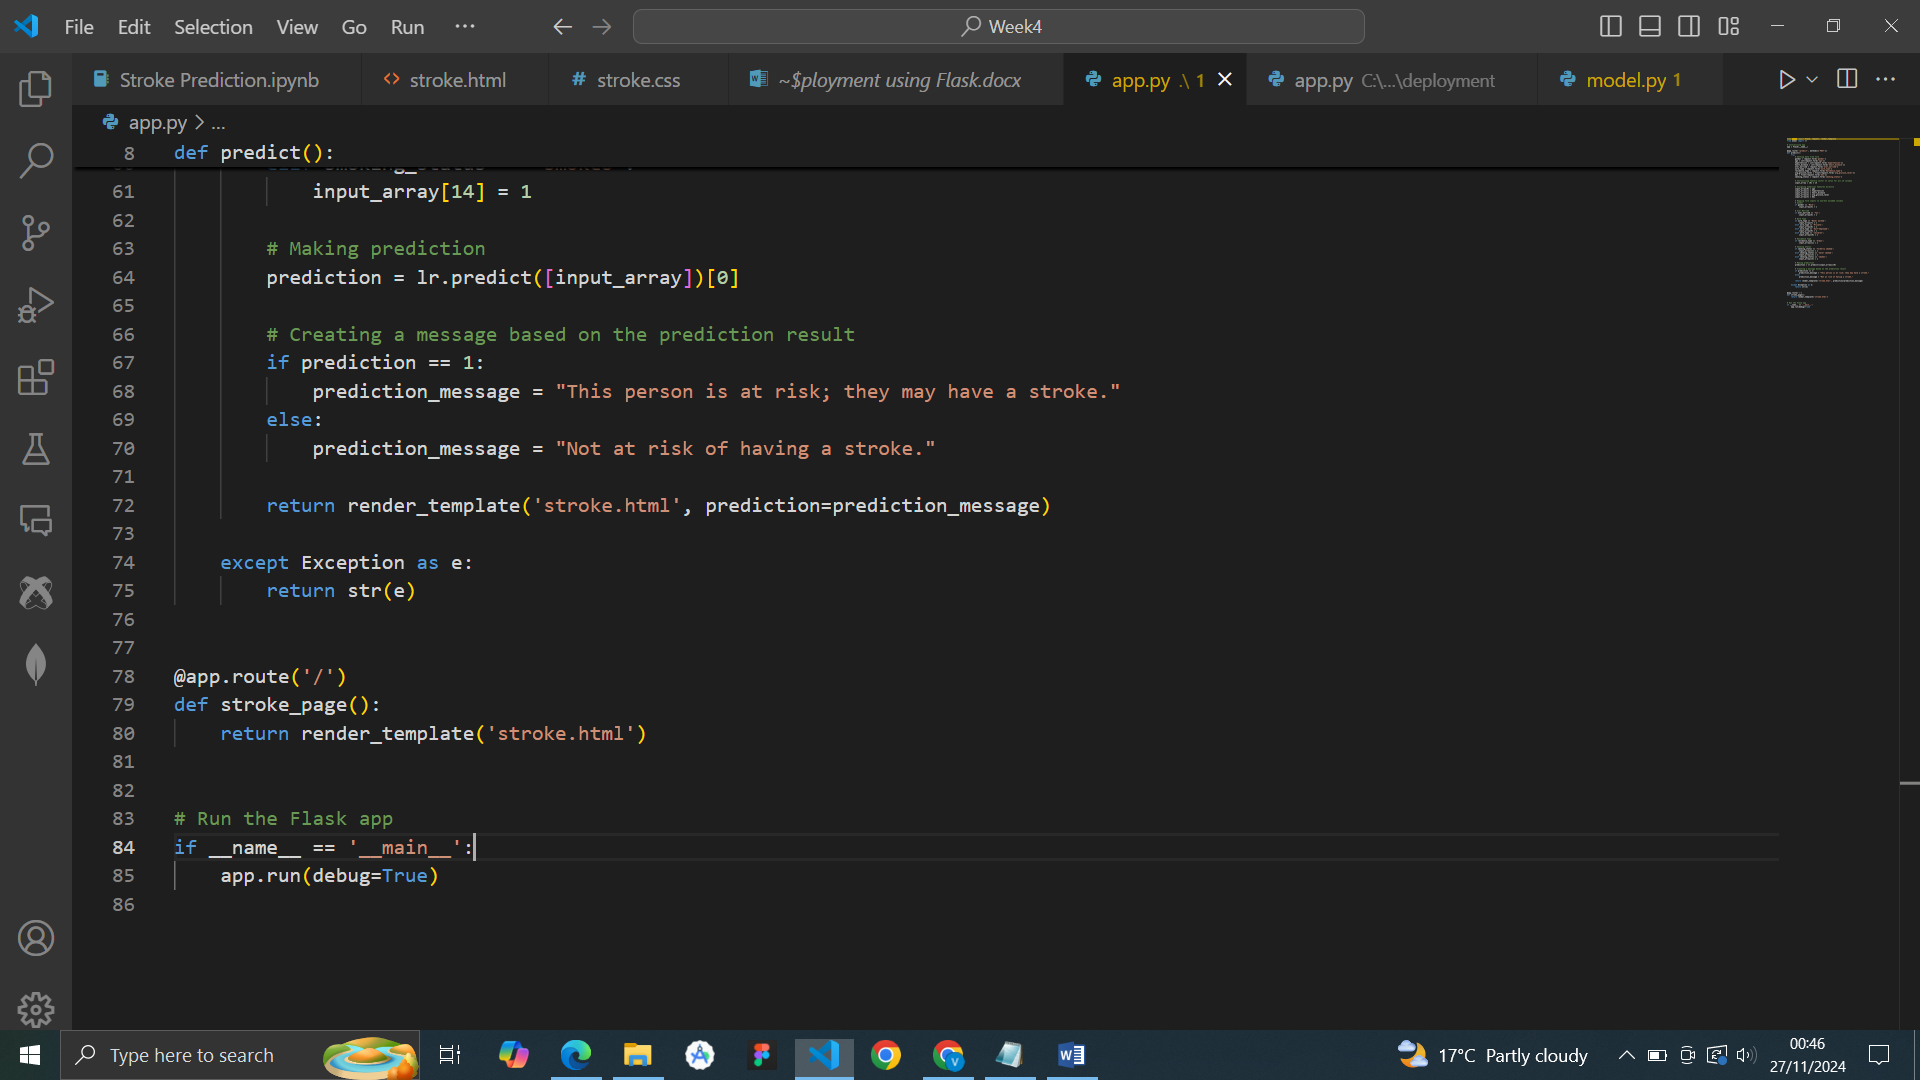 File Edit Selection View Go Run ···
Week4
Stroke Prediction.ipynb
stroke.html
# stroke.css
~$ployment using Flask.docx
app.py .\ 1
app.py C:\...\deployment
model.py 1
app.py > ...
8 def predict():
61 input_array[14] = 1
62
63 # Making prediction
64 prediction = lr.predict([input_array])[0]
65
66 # Creating a message based on the prediction result
67 if prediction == 1:
68 prediction_message = "This person is at risk; they may have a stroke."
69 else:
70 prediction_message = "Not at risk of having a stroke."
71
72 return render_template('stroke.html', prediction=prediction_message)
73
74 except Exception as e:
75 return str(e)
76
77
78 @app.route('/')
79 def stroke_page():
80 return render_template('stroke.html')
81
82
83 # Run the Flask app
84 if __name__ == '__main__':
85 app.run(debug=True)
86
Type here to search
17°C Partly cloudy
00:46
27/11/2024